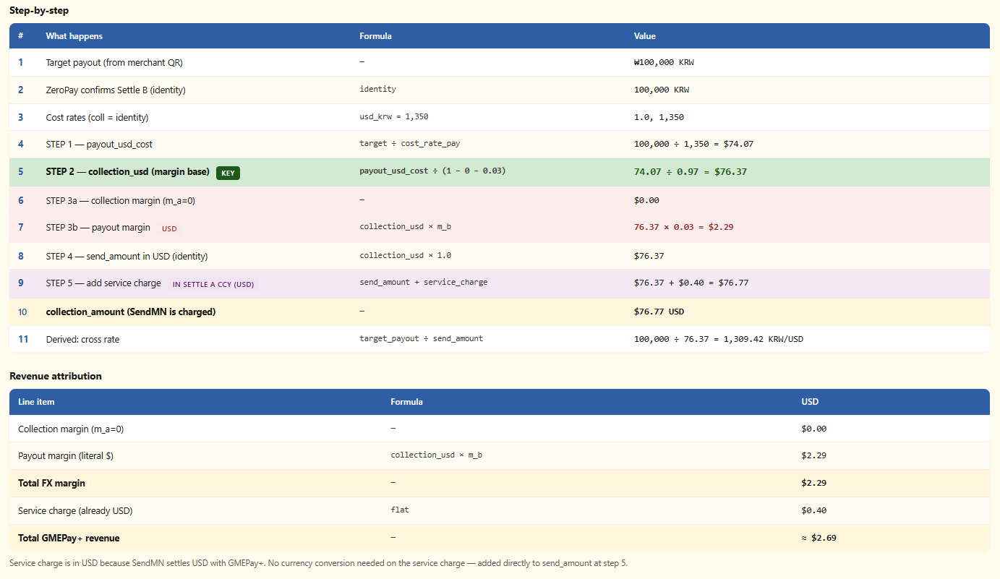 Step-by-step
# What happens Formula Value
1 Target payout (from merchant QR) — ₩100,000 KRW
2 ZeroPay confirms Settle B (identity) identity 100,000 KRW
3 Cost rates (coll = identity) usd_krw = 1,350 1.0, 1,350
4 STEP 1 — payout_usd_cost target ÷ cost_rate_pay 100,000 ÷ 1,350 = $74.07
5 STEP 2 — collection_usd (margin base) KEY payout_usd_cost ÷ (1 − 0 − 0.03) 74.07 ÷ 0.97 = $76.37
6 STEP 3a — collection margin (m_a=0) — $0.00
7 STEP 3b — payout margin USD collection_usd × m_b 76.37 × 0.03 = $2.29
8 STEP 4 — send_amount in USD (identity) collection_usd × 1.0 $76.37
9 STEP 5 — add service charge IN SETTLE A CCY (USD) send_amount + service_charge $76.37 + $0.40 = $76.77
10 collection_amount (SendMN is charged) — $76.77 USD
11 Derived: cross rate target_payout ÷ send_amount 100,000 ÷ 76.37 = 1,309.42 KRW/USD
Revenue attribution
Line item Formula USD
Collection margin (m_a=0) — $0.00
Payout margin (literal $) collection_usd × m_b $2.29
Total FX margin — $2.29
Service charge (already USD) flat $0.40
Total GMEPay+ revenue — ≈ $2.69
Service charge is in USD because SendMN settles USD with GMEPay+. No currency conversion needed on the service charge — added directly to send_amount at step 5.